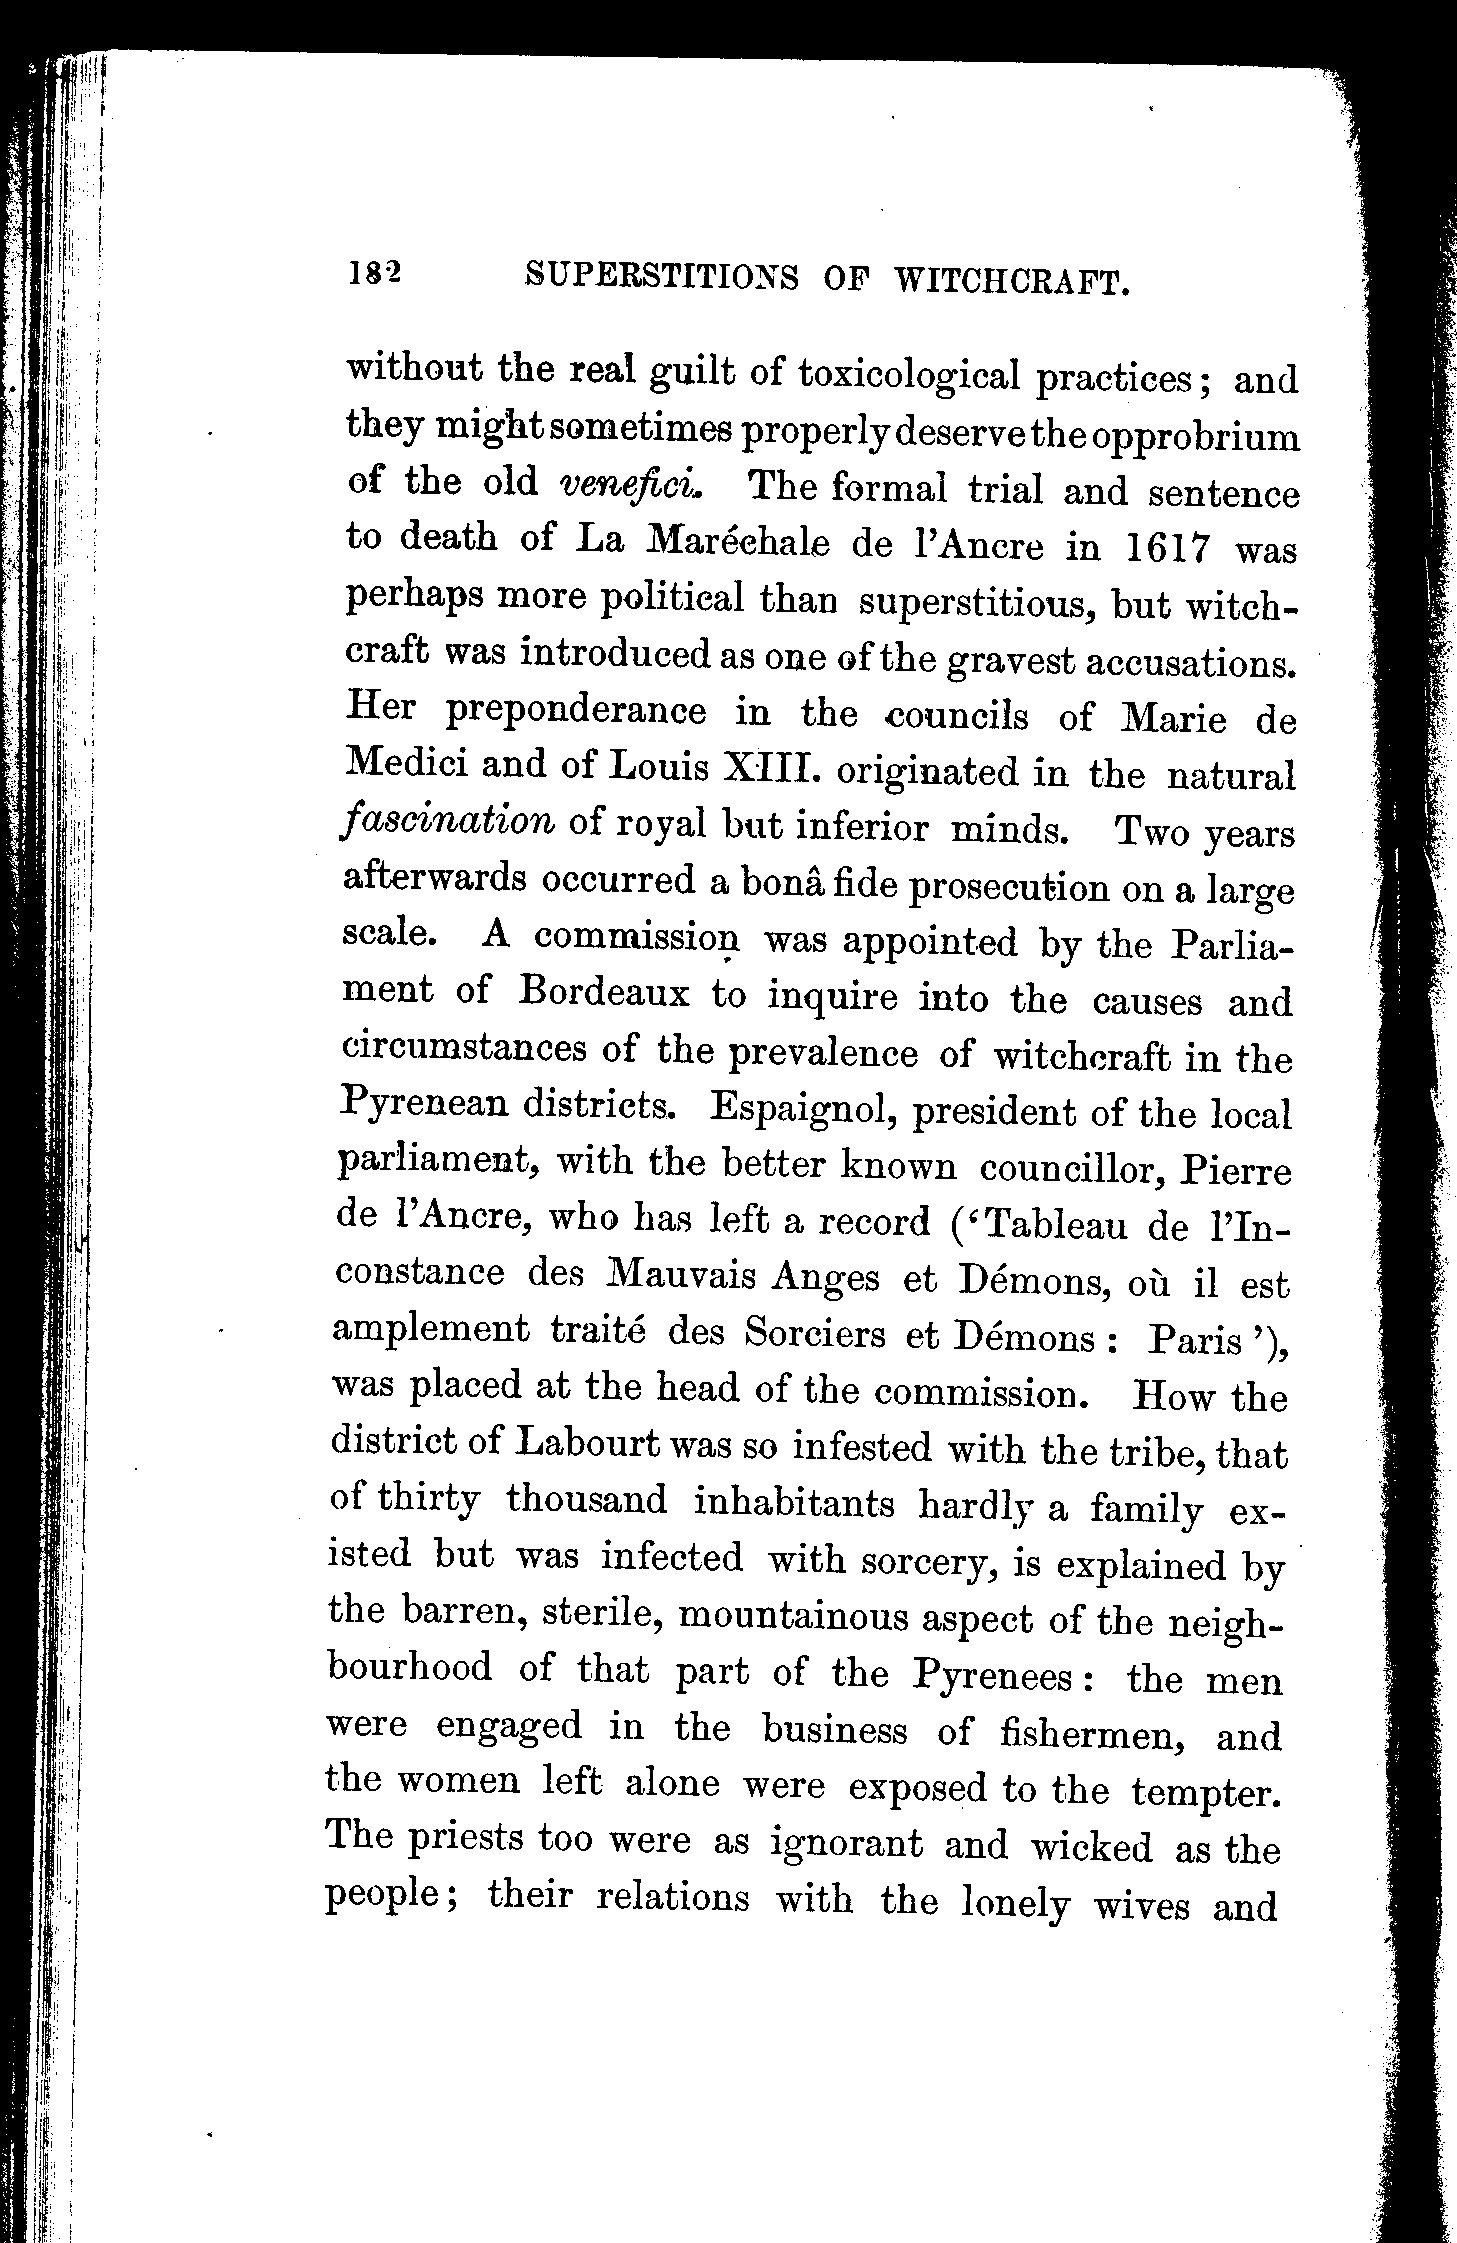 182 SUPERSTITIONS OF WITCHCRAFT.
without the real guilt of toxicological practices; and
they might sometimes properly deserve the opprobrium
of the old venefici. The formal trial and sentence
to death of La Maréchale de l'Ancre in 1617 was
perhaps more political than superstitious, but witch-
craft was introduced as one of the gravest accusations.
Her preponderance in the councils of Marie de
Medici and of Louis XIII. originated in the natural
fascination of royal but inferior minds. Two years
afterwards occurred a bonâ fide prosecution on a large
scale. A commission was appointed by the Parlia-
ment of Bordeaux to inquire into the causes and
circumstances of the prevalence of witchcraft in the
Pyrenean districts. Espaignol, president of the local
parliament, with the better known councillor, Pierre
de l'Ancre, who has left a record ('Tableau de l'In-
constance des Mauvais Anges et Démons, où il est
amplement traité des Sorciers et Démons : Paris '),
was placed at the head of the commission. How the
district of Labourt was so infested with the tribe, that
of thirty thousand inhabitants hardly a family ex-
isted but was infected with sorcery, is explained by
the barren, sterile, mountainous aspect of the neigh-
bourhood of that part of the Pyrenees : the men
were engaged in the business of fishermen, and
the women left alone were exposed to the tempter.
The priests too were as ignorant and wicked as the
people; their relations with the lonely wives and